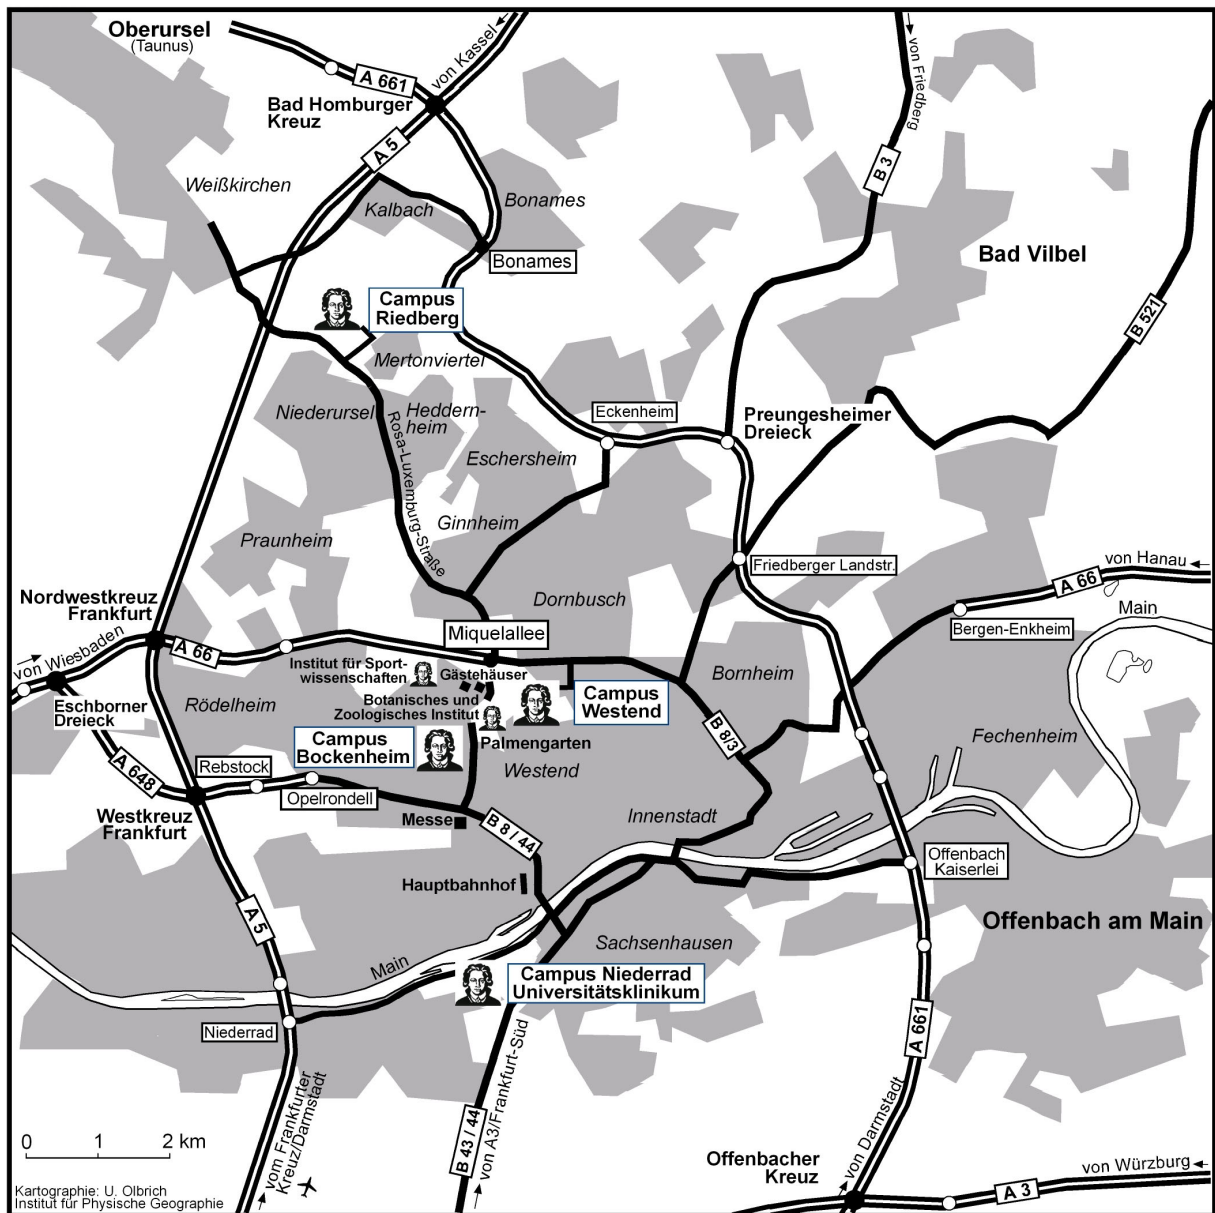 Oberursel
(Taunus)
A 661
von Kassel
von Friedberg
Bad Homburger
Kreuz
A 5
B 3
Weißkirchen
Kalbach
Bonames
Bonames
Bad Vilbel
B 521
Campus
Riedberg
Mertonviertel
Niederursel
Heddern-
heim
Rosa-Luxemburg-Straße
Eckenheim
Preungesheimer
Dreieck
Eschersheim
Ginnheim
Praunheim
Friedberger Landstr.
von Hanau
A 66
Nordwestkreuz
Frankfurt
Dornbusch
Bergen-Enkheim
Main
von Wiesbaden
A 66
Miquelallee
Institut für Sport-
wissenschaften
Gästehäuser
Bornheim
Eschborner
Dreieck
Rödelheim
Botanisches und
Zoologisches Institut
Campus
Westend
B 8/3
Campus
Bockenheim
Palmengarten
Fechenheim
A 648
Rebstock
Westend
Opelrondell
Westkreuz
Frankfurt
Messe
B 8 / 44
Innenstadt
Offenbach
Kaiserlei
Hauptbahnhof
A 5
Offenbach am Main
Sachsenhausen
Main
Campus Niederrad
Universitätsklinikum
Niederrad
A 661
vom Frankfurter
Kreuz/Darmstadt
B 43 / 44
von A3/Frankfurt-Süd
von Darmstadt
0 1 2 km
Offenbacher
Kreuz
von Würzburg
A 3
Kartographie: U. Olbrich
Institut für Physische Geographie